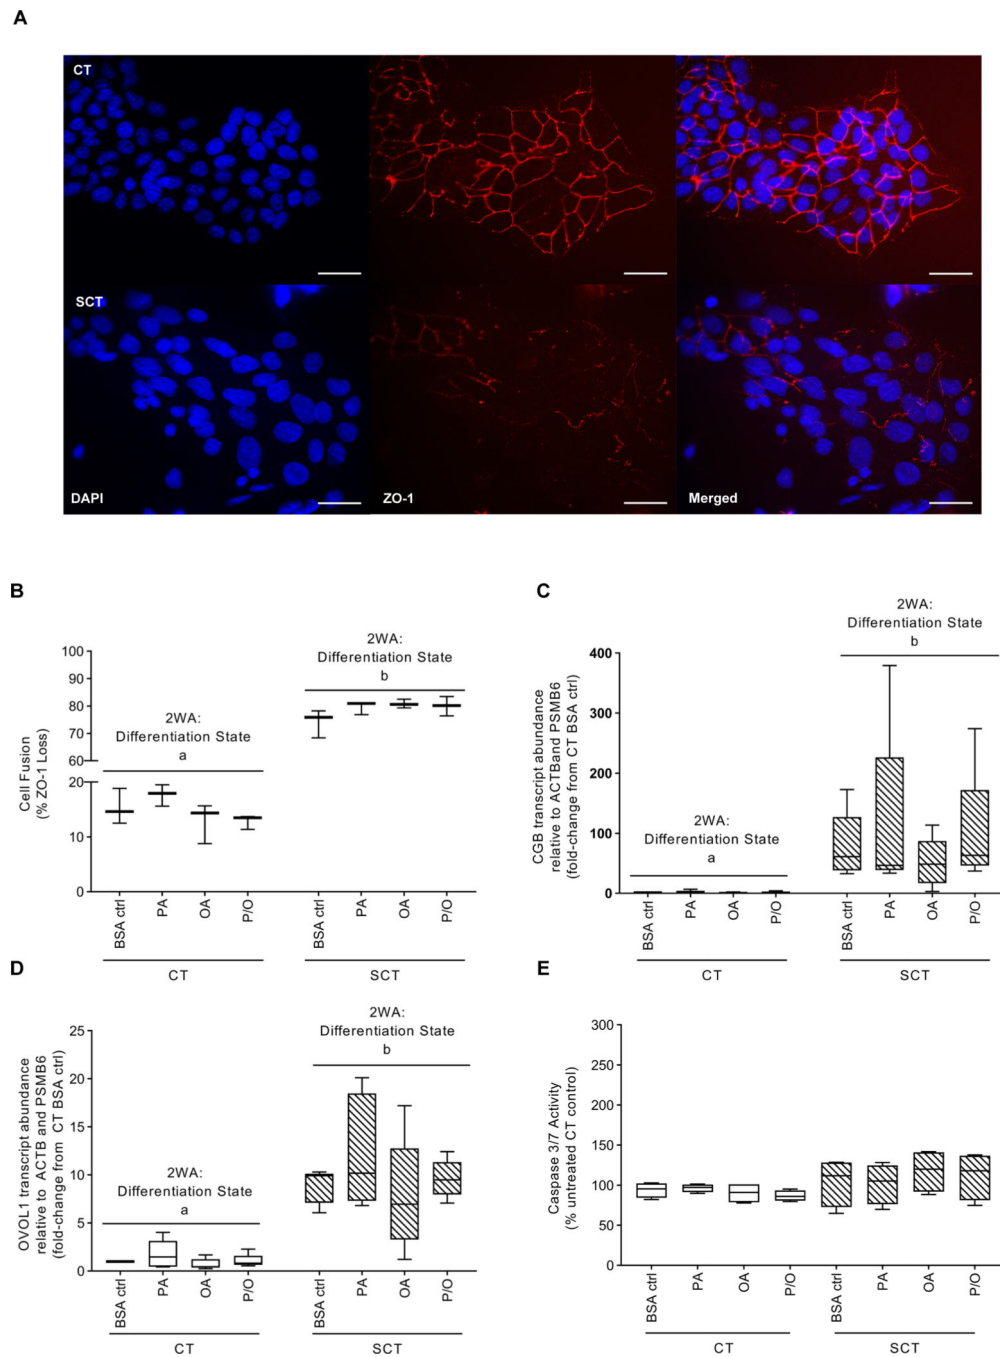 A
CT
SCT
DAPI
ZO-1
Merged
B
2WA:
Differentiation State
b
2WA:
Differentiation State
a
Cell Fusion
(% ZO-1 Loss)
100
90
80
70
60
20
10
0
BSA ctrl
PA
OA
P/O
BSA ctrl
PA
OA
P/O
CT
SCT
C
2WA:
Differentiation State
b
2WA:
Differentiation State
a
CGB transcript abundance
relative to ACTBand PSMB6
(fold-change from CT BSA ctrl)
400
300
200
100
0
BSA ctrl
PA
OA
P/O
BSA ctrl
PA
OA
P/O
CT
SCT
D
2WA:
Differentiation State
b
2WA:
Differentiation State
a
OVOL1 transcript abundance
relative to ACTB and PSMB6
(fold-change from CT BSA ctrl)
25
20
15
10
5
0
BSA ctrl
PA
OA
P/O
BSA ctrl
PA
OA
P/O
CT
SCT
E
Caspase 3/7 Activity
(% untreated CT control)
300
250
200
150
100
50
0
BSA ctrl
PA
OA
P/O
BSA ctrl
PA
OA
P/O
CT
SCT